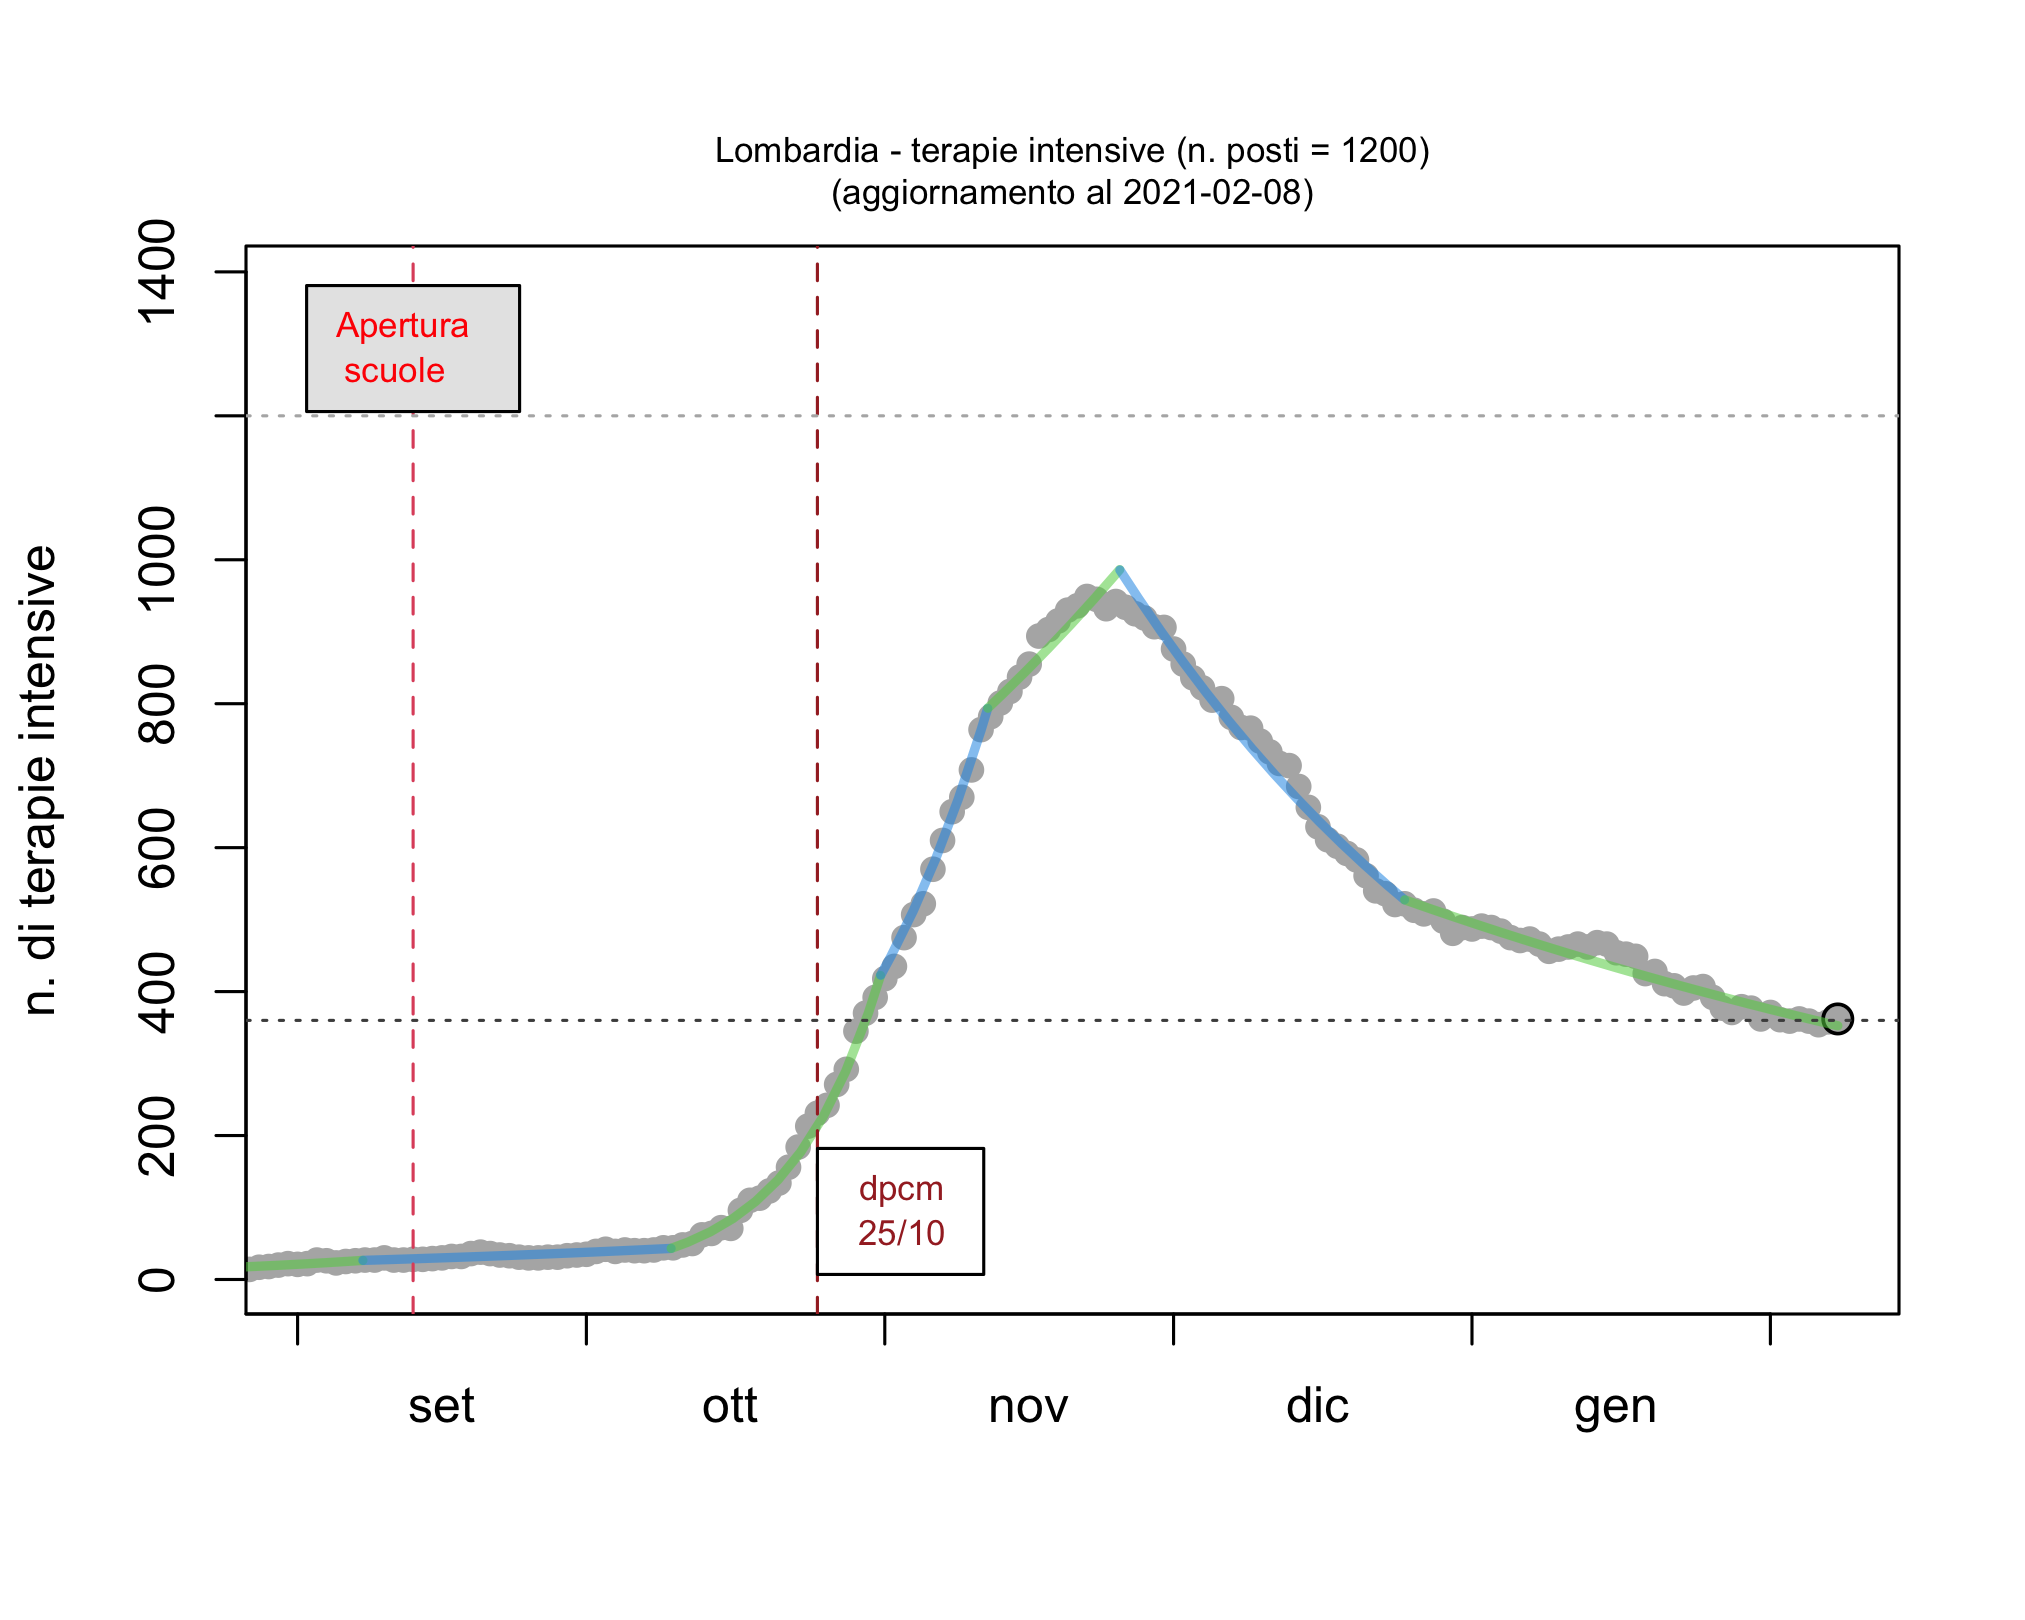 Lombardia - terapie intensive (n. posti = 1200)
(aggiornamento al 2021-02-08)
n. di terapie intensive
1400
1000
800
600
400
200
0
Apertura
scuole
dpcm
25/10
set
ott
nov
dic
gen